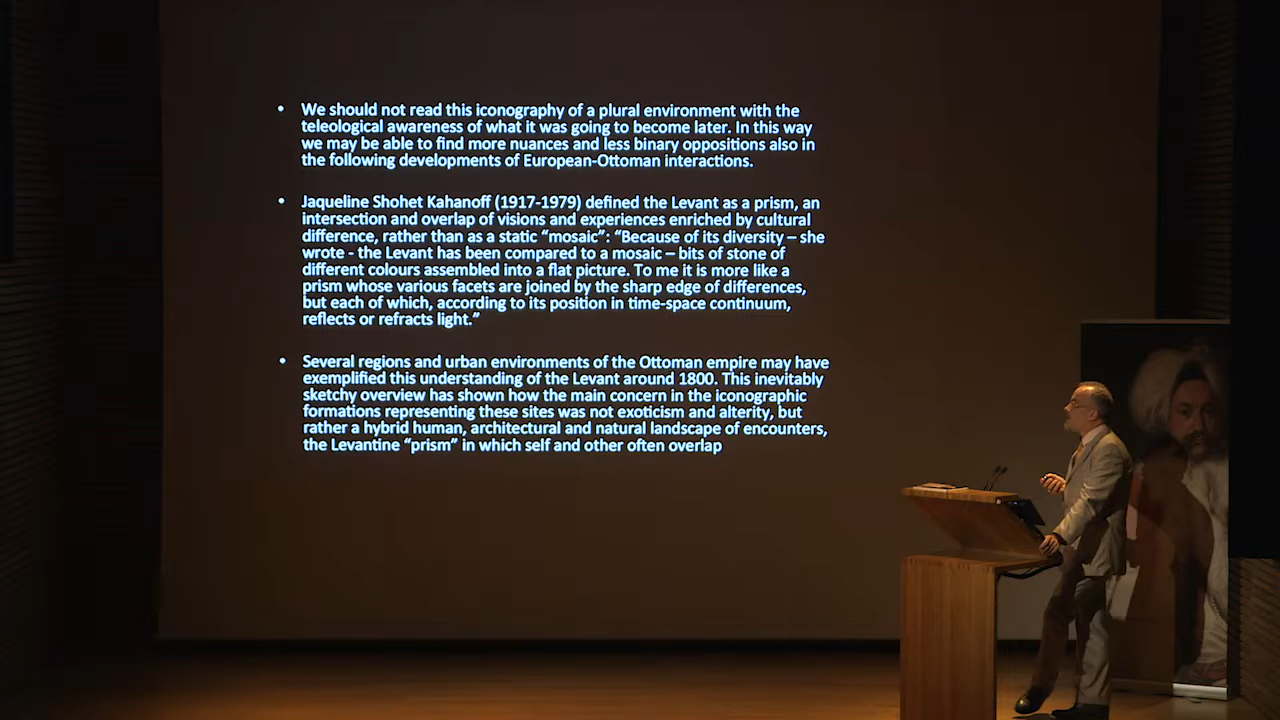 • We should not read this iconography of a plural environment with the
teleological awareness of what it was going to become later. In this way
we may be able to find more nuances and less binary oppositions also in
the following developments of European-Ottoman interactions.
• Jaqueline Shohet Kahanoff (1917-1979) defined the Levant as a prism, an
intersection and overlap of visions and experiences enriched by cultural
difference, rather than as a static “mosaic”: “Because of its diversity – she
wrote - the Levant has been compared to a mosaic – bits of stone of
different colours assembled into a flat picture. To me it is more like a
prism whose various facets are joined by the sharp edge of differences,
but each of which, according to its position in time-space continuum,
reflects or refracts light.”
• Several regions and urban environments of the Ottoman empire may have
exemplified this understanding of the Levant around 1800. This inevitably
sketchy overview has shown how the main concern in the iconographic
formations representing these sites was not exoticism and alterity, but
rather a hybrid human, architectural and natural landscape of encounters,
the Levantine “prism” in which self and other often overlap